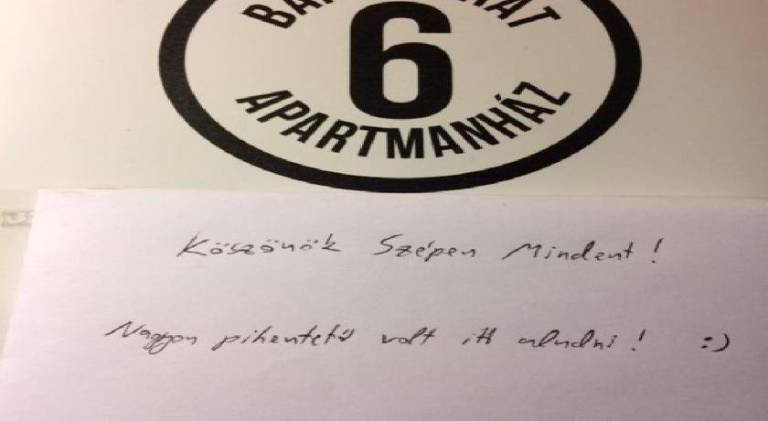 6
APARTMANHÁZ
Köszönök Szépen Mindent!
Nagyon pihentető volt itt aludni! :)